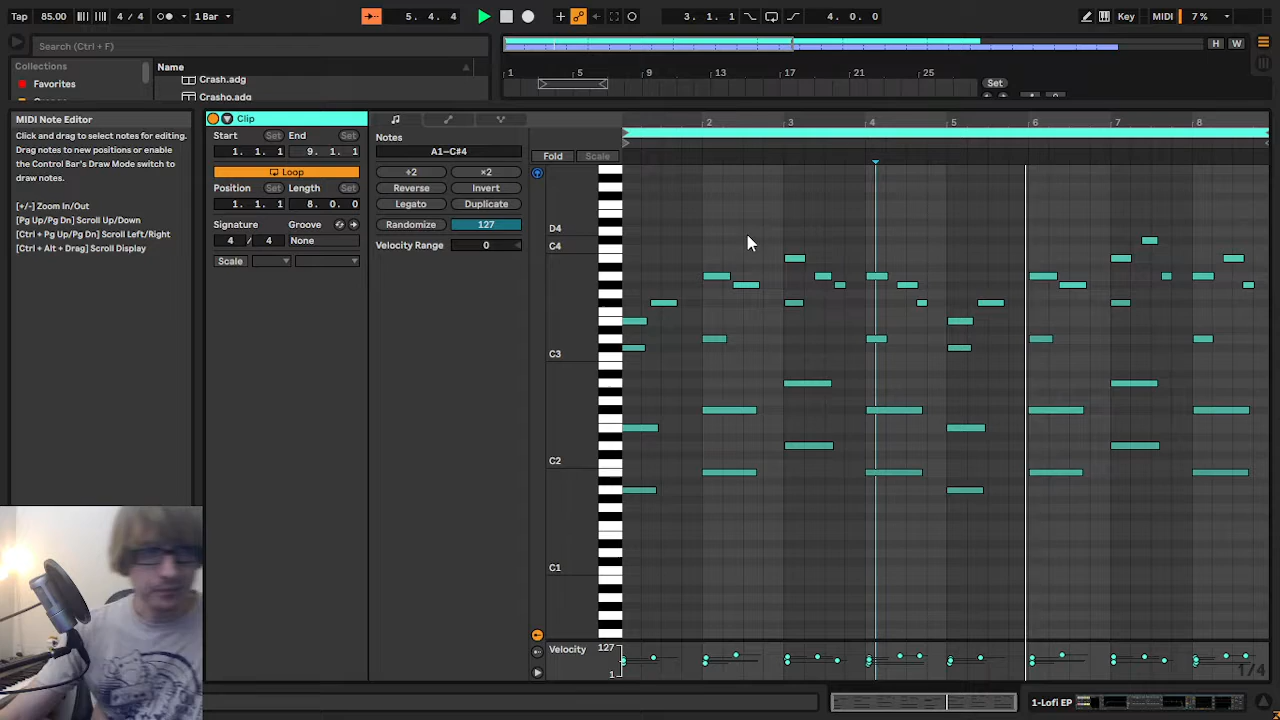 Tap 85.00 4 / 4 1 Bar 5. 4. 4 3. 1. 1 4. 0. 0 Key MIDI 7 %
Search (Ctrl + F)
H W
Collections
Name
Favorites
Crash.adg
Crasho.adg
1 5 9 13 17 21 25
Set
MIDI Note Editor
Click and drag to select notes for editing.
Drag notes to new positions or enable
the Control Bar's Draw Mode switch to
draw notes.
[+/-] Zoom In/Out
[Pg Up/Pg Dn] Scroll Up/Down
[Ctrl + Pg Up/Pg Dn] Scroll Left/Right
[Ctrl + Alt + Drag] Scroll Display
Clip
Start Set End Set
1. 1. 1 9. 1. 1
Loop
Position Set Length Set
1. 1. 1 8. 0. 0
Signature Groove
4 / 4 None
Scale
Notes
A1-C#4
÷2 ×2
Reverse Invert
Legato Duplicate
Randomize 127
Velocity Range 0
Fold Scale
2 3 4 5 6 7 8
D4
C4
C3
C2
C1
Velocity 127
1
1/4
1-Lofi EP